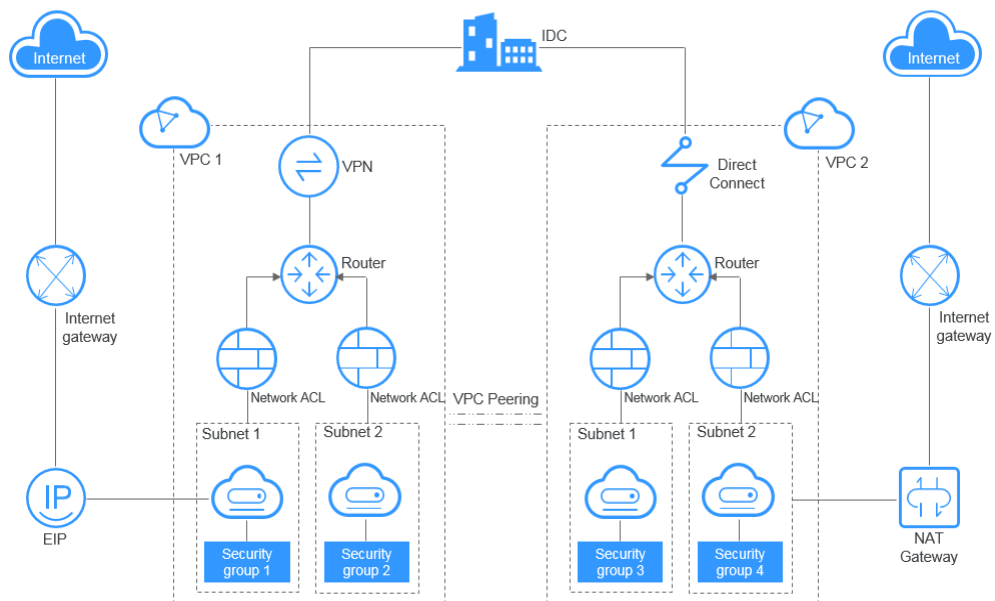 Internet
IDC
Internet
VPC 1
VPN
Direct
Connect
VPC 2
Router
Router
Internet
gateway
Internet
gateway
Network ACL
Network ACL
VPC Peering
Network ACL
Network ACL
Subnet 1
Subnet 2
Subnet 1
Subnet 2
IP
EIP
Security
group 1
Security
group 2
Security
group 3
Security
group 4
NAT
Gateway